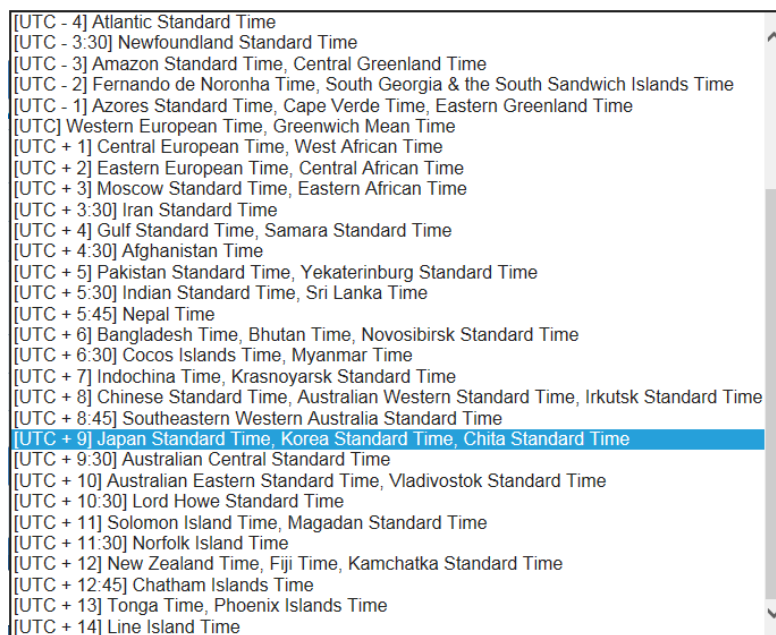 [UTC - 4] Atlantic Standard Time
[UTC - 3:30] Newfoundland Standard Time
[UTC - 3] Amazon Standard Time, Central Greenland Time
[UTC - 2] Fernando de Noronha Time, South Georgia & the South Sandwich Islands Time
[UTC - 1] Azores Standard Time, Cape Verde Time, Eastern Greenland Time
[UTC] Western European Time, Greenwich Mean Time
[UTC + 1] Central European Time, West African Time
[UTC + 2] Eastern European Time, Central African Time
[UTC + 3] Moscow Standard Time, Eastern African Time
[UTC + 3:30] Iran Standard Time
[UTC + 4] Gulf Standard Time, Samara Standard Time
[UTC + 4:30] Afghanistan Time
[UTC + 5] Pakistan Standard Time, Yekaterinburg Standard Time
[UTC + 5:30] Indian Standard Time, Sri Lanka Time
[UTC + 5:45] Nepal Time
[UTC + 6] Bangladesh Time, Bhutan Time, Novosibirsk Standard Time
[UTC + 6:30] Cocos Islands Time, Myanmar Time
[UTC + 7] Indochina Time, Krasnoyarsk Standard Time
[UTC + 8] Chinese Standard Time, Australian Western Standard Time, Irkutsk Standard Time
[UTC + 8:45] Southeastern Western Australia Standard Time
[UTC + 9] Japan Standard Time, Korea Standard Time, Chita Standard Time
[UTC + 9:30] Australian Central Standard Time
[UTC + 10] Australian Eastern Standard Time, Vladivostok Standard Time
[UTC + 10:30] Lord Howe Standard Time
[UTC + 11] Solomon Island Time, Magadan Standard Time
[UTC + 11:30] Norfolk Island Time
[UTC + 12] New Zealand Time, Fiji Time, Kamchatka Standard Time
[UTC + 12:45] Chatham Islands Time
[UTC + 13] Tonga Time, Phoenix Islands Time
[UTC + 14] Line Island Time